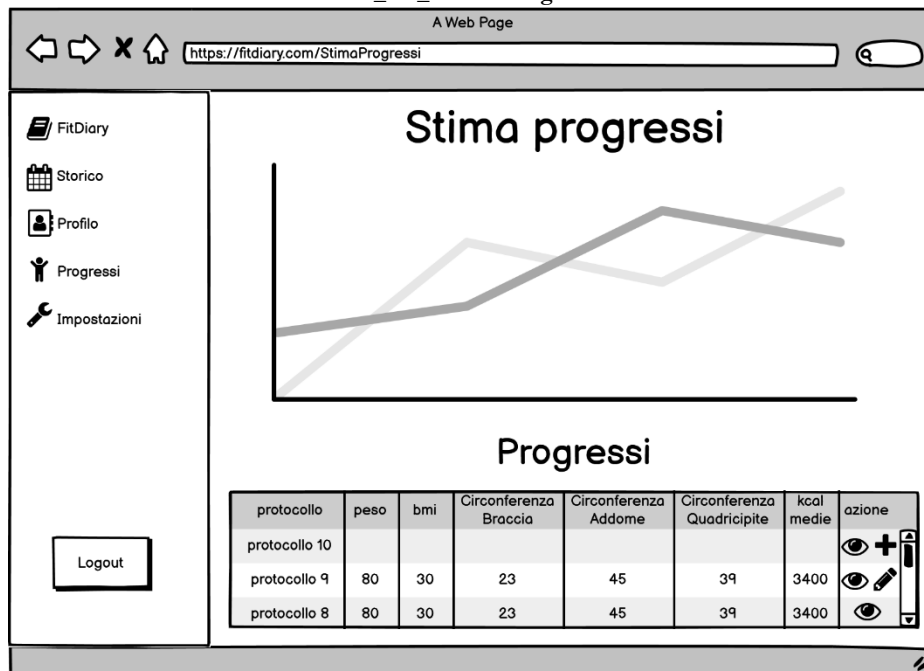 A Web Page
https://fitdiary.com/StimaProgressi
FitDiary
Storico
Profilo
Progressi
Impostazioni
Logout
Stima progressi
Progressi
protocollo peso bmi Circonferenza Braccia Circonferenza Addome Circonferenza Quadricipite kcal medie azione
protocollo 10
protocollo 9 80 30 23 45 39 3400
protocollo 8 80 30 23 45 39 3400